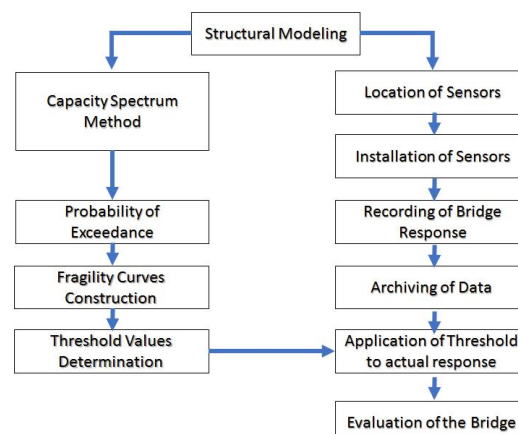 Structural Modeling
Capacity Spectrum
Method
Probability of
Exceedance
Fragility Curves
Construction
Threshold Values
Determination
Location of Sensors
Installation of Sensors
Recording of Bridge
Response
Archiving of Data
Application of Threshold
to actual response
Evaluation of the Bridge